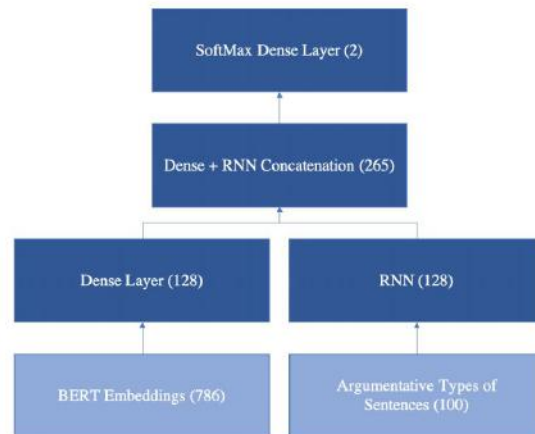 SoftMax Dense Layer (2)
Dense + RNN Concatenation (265)
Dense Layer (128)
RNN (128)
BERT Embeddings (786)
Argumentative Types of
Sentences (100)